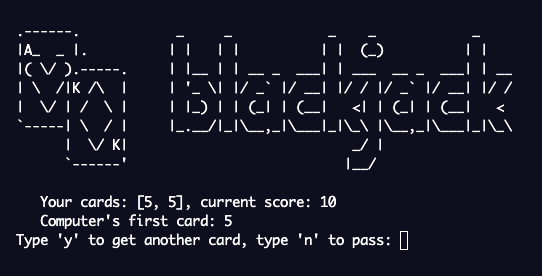 A
K
K
blackjack
Your cards: [5, 5], current score: 10
Computer's first card: 5
Type 'y' to get another card, type 'n' to pass: